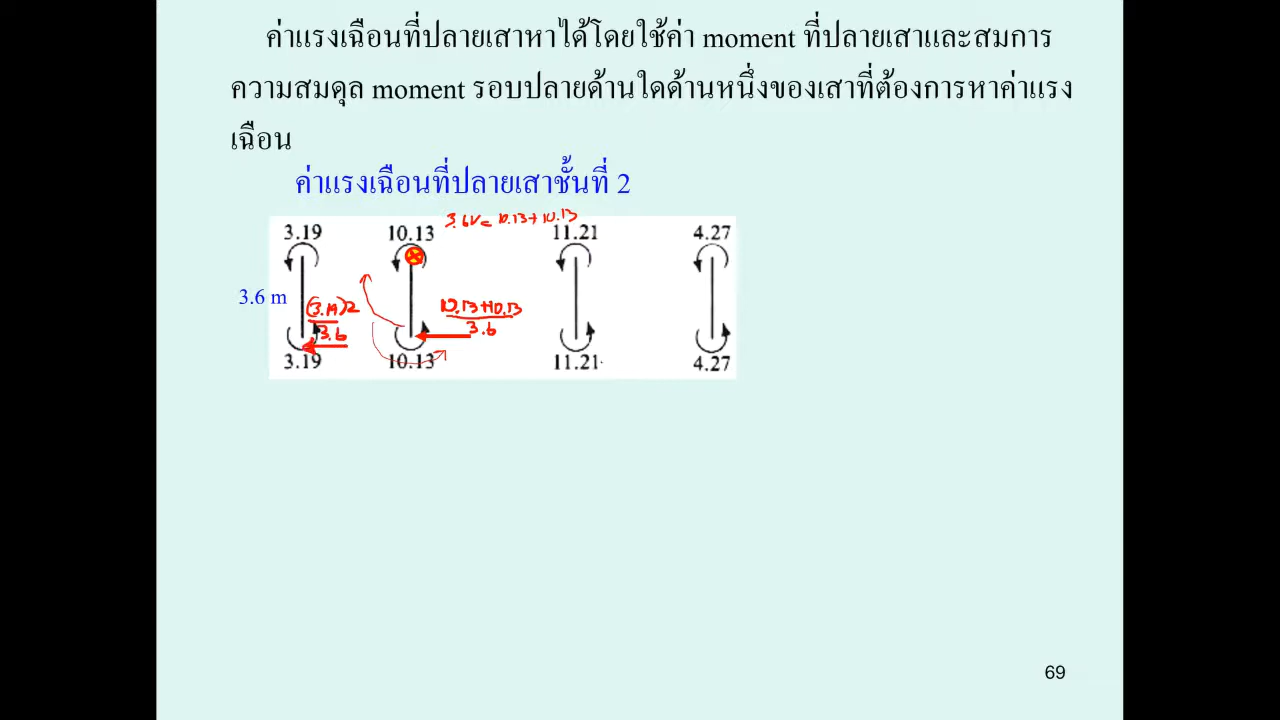 ค่าแรงเฉือนที่ปลายเสาหาได้โดยใช้ค่า moment ที่ปลายเสาและสมการ
ความสมดุล moment รอบปลายด้านใดด้านหนึ่งของเสาที่ต้องการหาค่าแรง
เฉือน
ค่าแรงเฉือนที่ปลายเสาชั้นที่ 2
3.6V = 10.13 + 10.13
3.19 10.13 11.21 4.27
3.6 m
(3.19)2 10.13+10.13
3.6 3.6
3.19 10.13 11.21 4.27
69